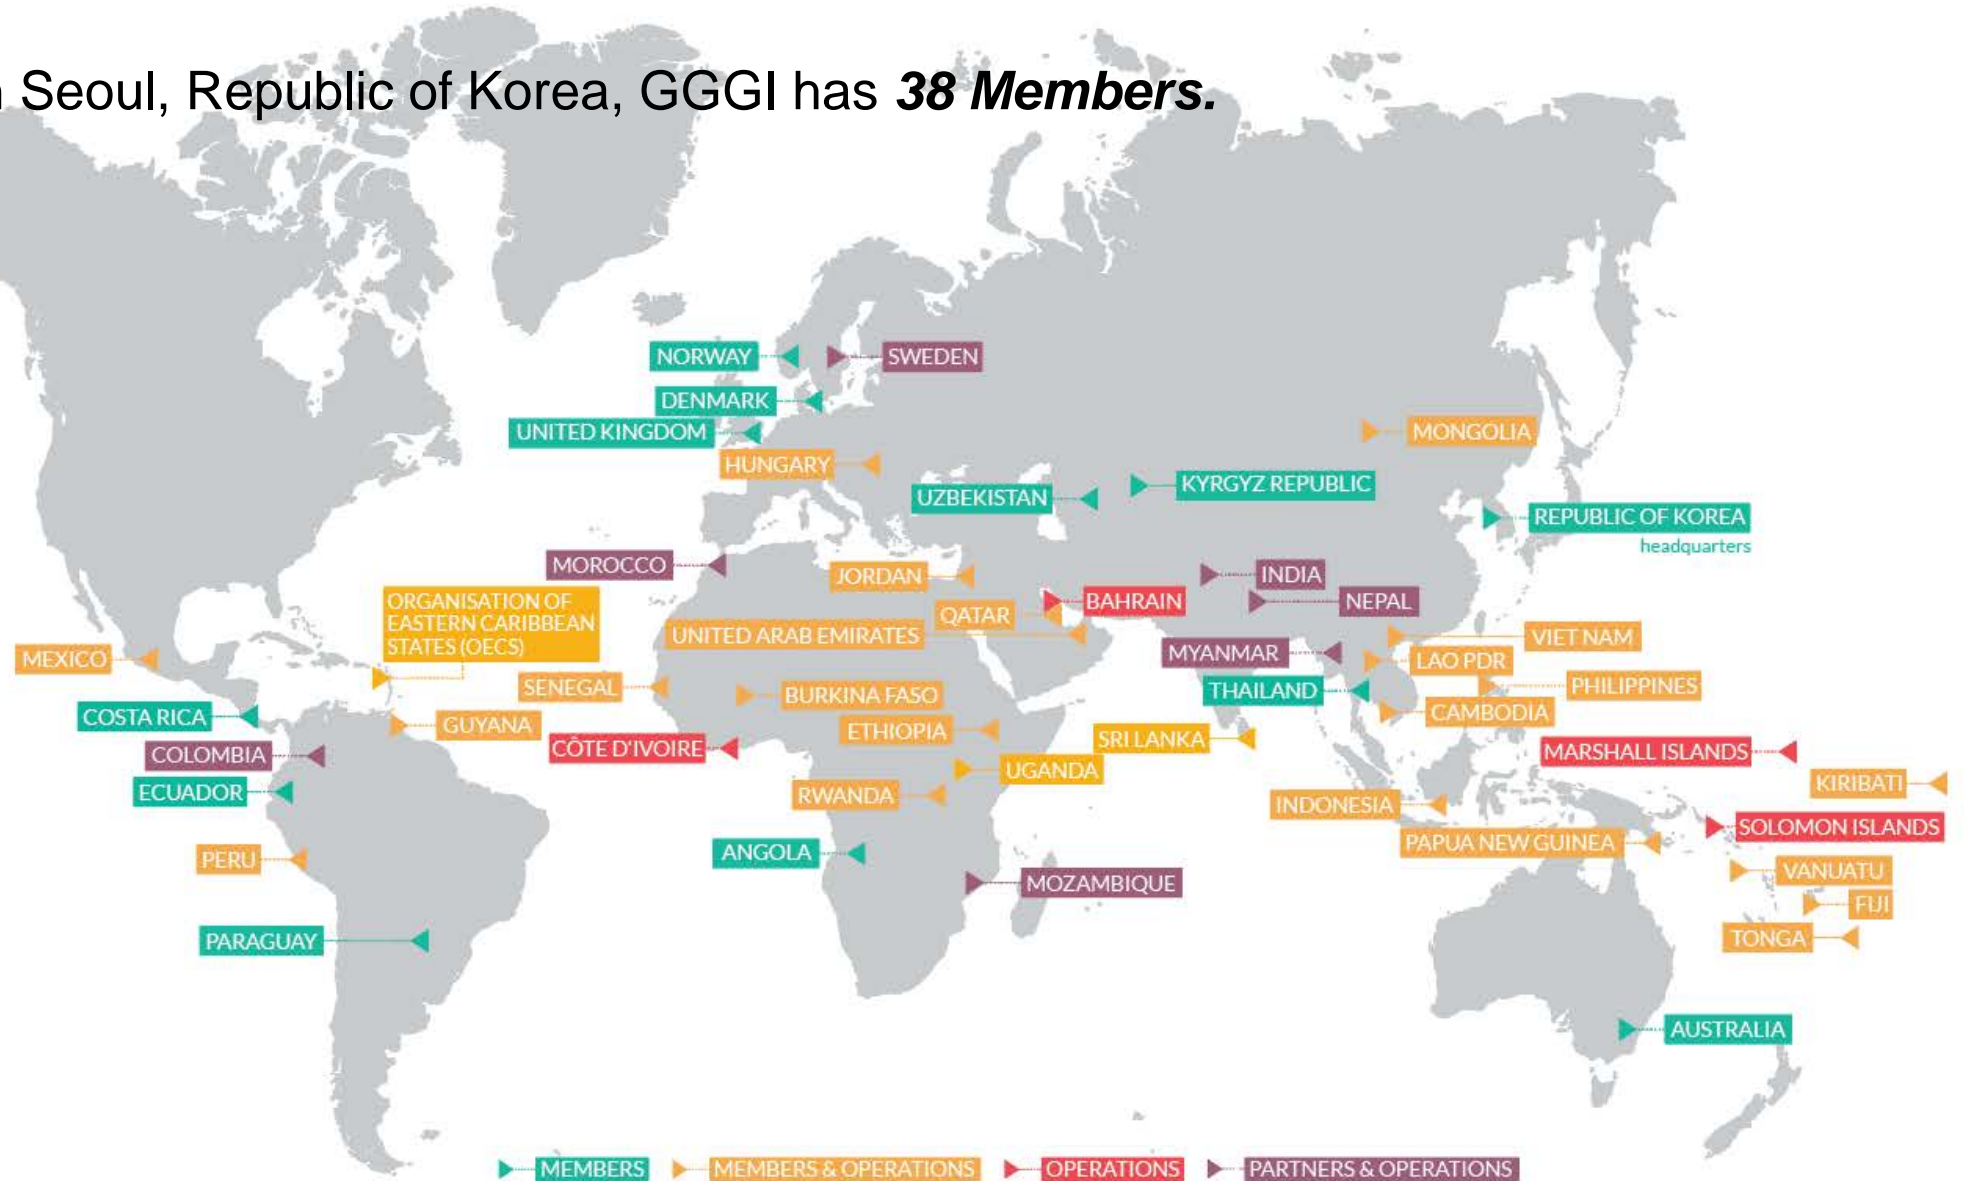 n Seoul, Republic of Korea, GGGI has 38 Members.
NORWAY
SWEDEN
DENMARK
UNITED KINGDOM
MONGOLIA
HUNGARY
UZBEKISTAN
KYRGYZ REPUBLIC
REPUBLIC OF KOREA
headquarters
MOROCCO
JORDAN
INDIA
BAHRAIN
NEPAL
ORGANISATION OF
EASTERN CARIBBEAN
STATES (OECS)
QATAR
UNITED ARAB EMIRATES
VIET NAM
MYANMAR
LAO PDR
MEXICO
SENEGAL
BURKINA FASO
THAILAND
PHILIPPINES
COSTA RICA
GUYANA
ETHIOPIA
CAMBODIA
SRI LANKA
COLOMBIA
CÔTE D'IVOIRE
MARSHALL ISLANDS
UGANDA
KIRIBATI
ECUADOR
RWANDA
INDONESIA
SOLOMON ISLANDS
PAPUA NEW GUINEA
PERU
ANGOLA
VANUATU
MOZAMBIQUE
FIJI
PARAGUAY
TONGA
AUSTRALIA
MEMBERS
MEMBERS & OPERATIONS
OPERATIONS
PARTNERS & OPERATIONS